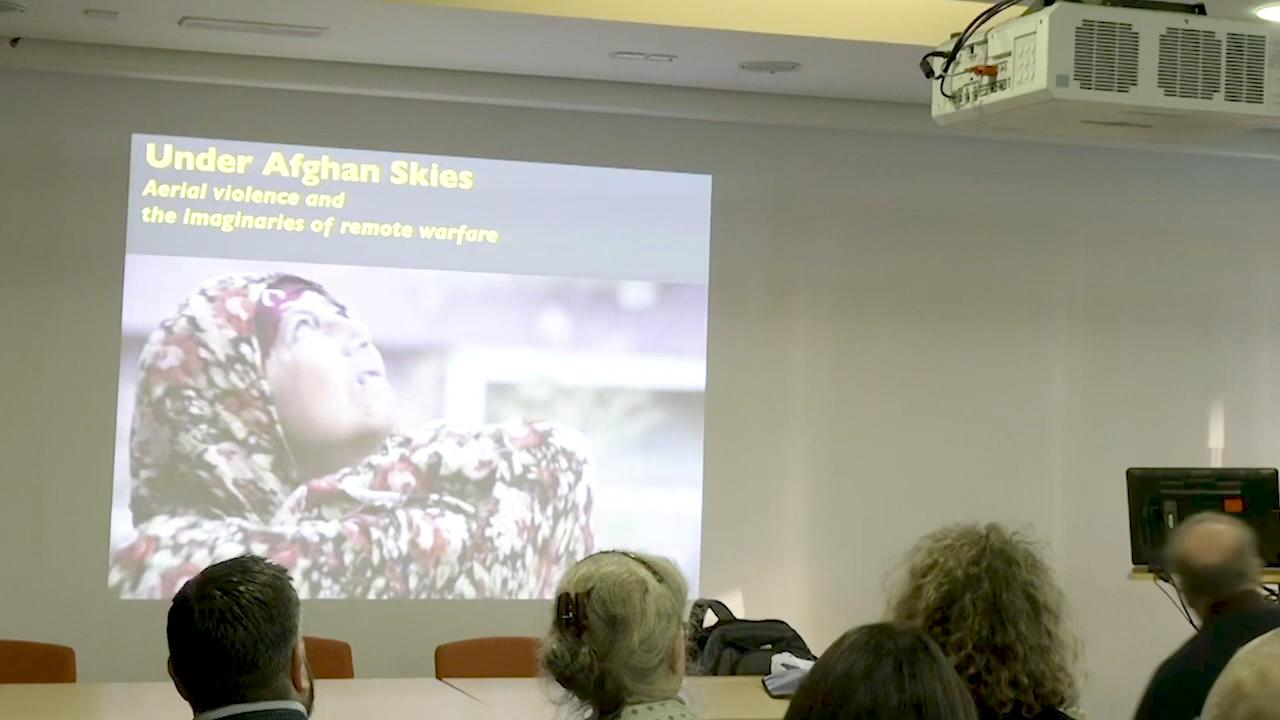 Under Afghan Skies
Aerial violence and
the imaginaries of remote warfare